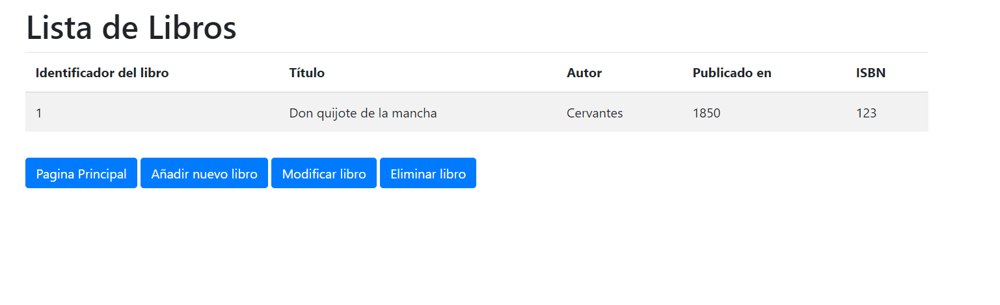 Lista de Libros
Identificador del libro Título Autor Publicado en ISBN
1 Don quijote de la mancha Cervantes 1850 123
Pagina Principal Añadir nuevo libro Modificar libro Eliminar libro